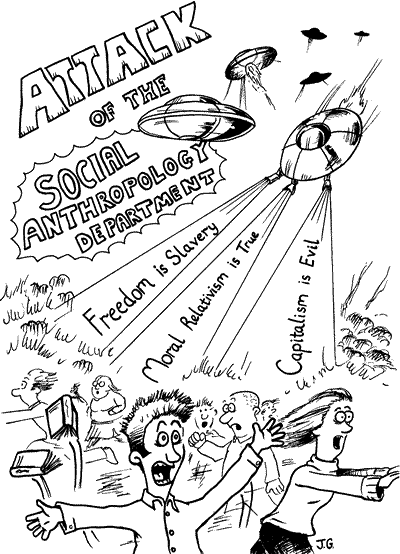 ATTACK
OF THE
SOCIAL
ANTHROPOLOGY
DEPARTMENT
Freedom is Slavery
Moral Relativism is True
Capitalism is Evil
J.G.